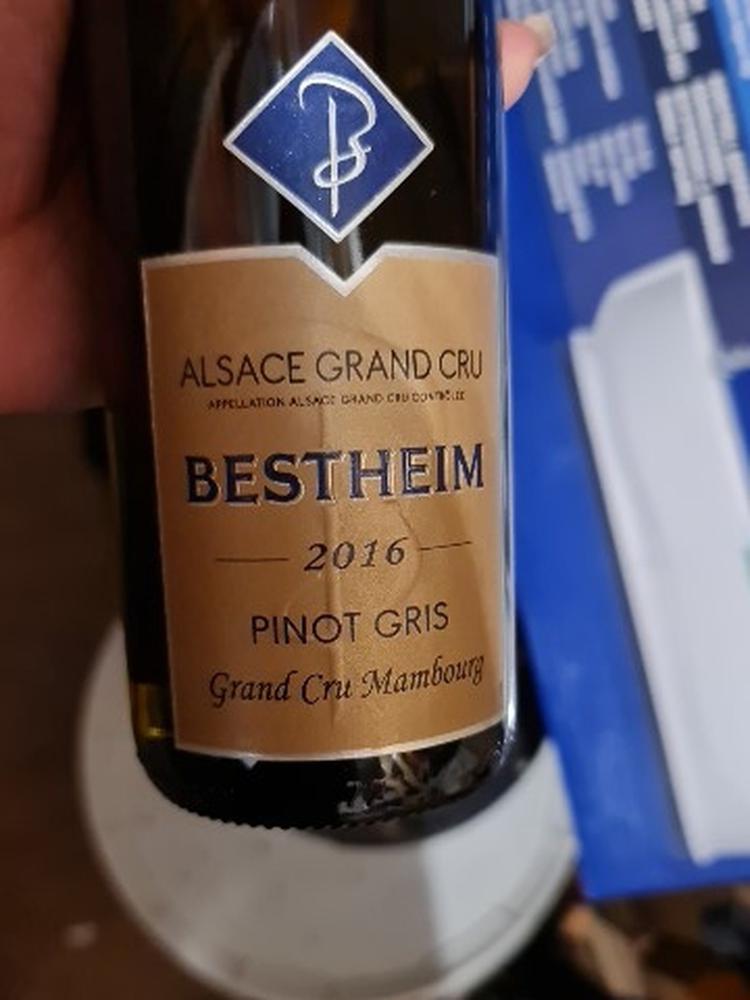 B
ALSACE GRAND CRU
APPELLATION ALSACE GRAND CRU CONTRÔLÉE
BESTHEIM
2016
PINOT GRIS
Grand Cru Mambourg